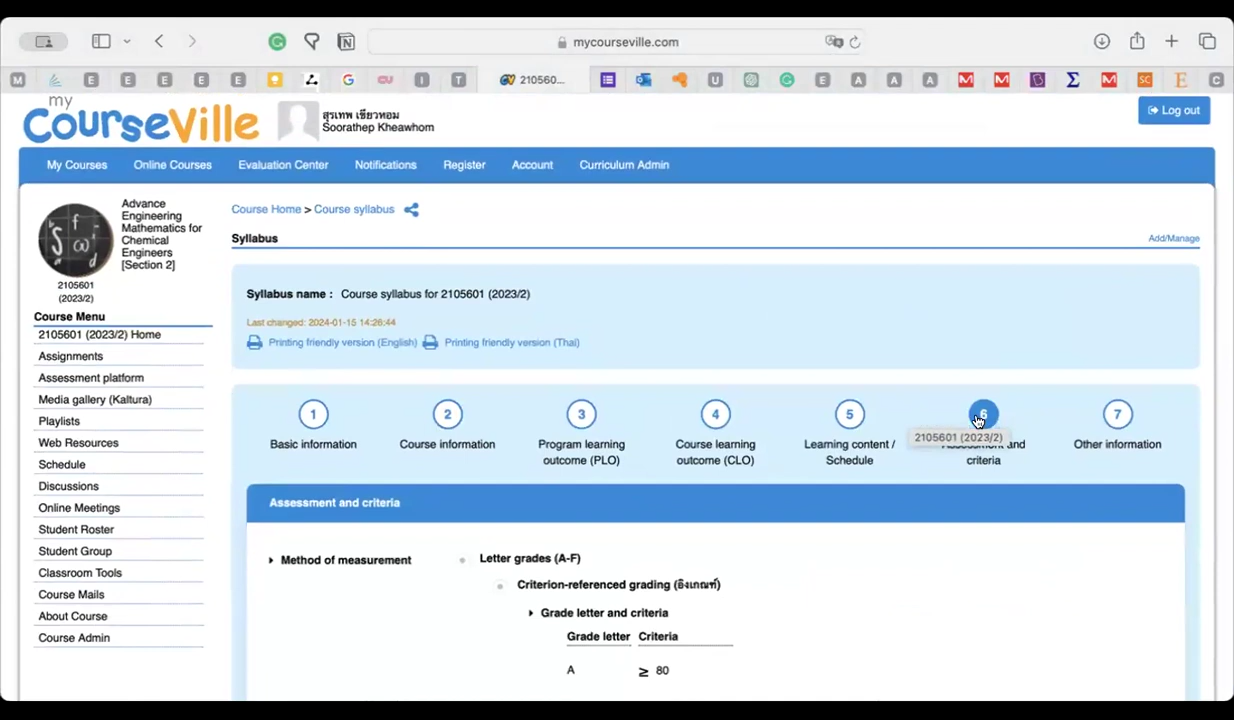 mycourseville.com
M
E
E
E
E
E
G
CU
I
T
210560...
U
E
A
A
A
M
M
Σ
M
SC
E
C
my
CourseVille
สุรเทพ เขียวหอม
Soorathep Kheawhom
Log out
My Courses
Online Courses
Evaluation Center
Notifications
Register
Account
Curriculum Admin
Advance
Engineering
Mathematics for
Chemical
Engineers
[Section 2]
2105601
(2023/2)
Course Menu
2105601 (2023/2) Home
Assignments
Assessment platform
Media gallery (Kaltura)
Playlists
Web Resources
Schedule
Discussions
Online Meetings
Student Roster
Student Group
Classroom Tools
Course Mails
About Course
Course Admin
Course Home > Course syllabus
Syllabus
Add/Manage
Syllabus name : Course syllabus for 2105601 (2023/2)
Last changed: 2024-01-15 14:26:44
Printing friendly version (English)
Printing friendly version (Thai)
1
Basic information
2
Course information
3
Program learning
outcome (PLO)
4
Course learning
outcome (CLO)
5
Learning content /
Schedule
6
2105601 (2023/2)
Assessment and
criteria
7
Other information
Assessment and criteria
Method of measurement
Letter grades (A-F)
Criterion-referenced grading (อิงเกณฑ์)
Grade letter and criteria
Grade letter Criteria
A ≥ 80